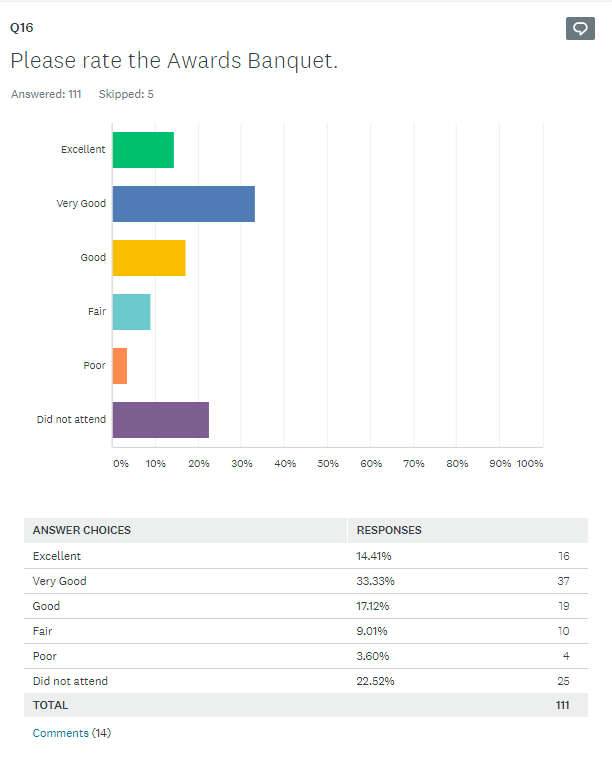 Q16
Please rate the Awards Banquet.
Answered: 111 Skipped: 5
Excellent
Very Good
Good
Fair
Poor
Did not attend
0% 10% 20% 30% 40% 50% 60% 70% 80% 90% 100%
ANSWER CHOICES RESPONSES
Excellent 14.41% 16
Very Good 33.33% 37
Good 17.12% 19
Fair 9.01% 10
Poor 3.60% 4
Did not attend 22.52% 25
TOTAL 111
Comments (14)